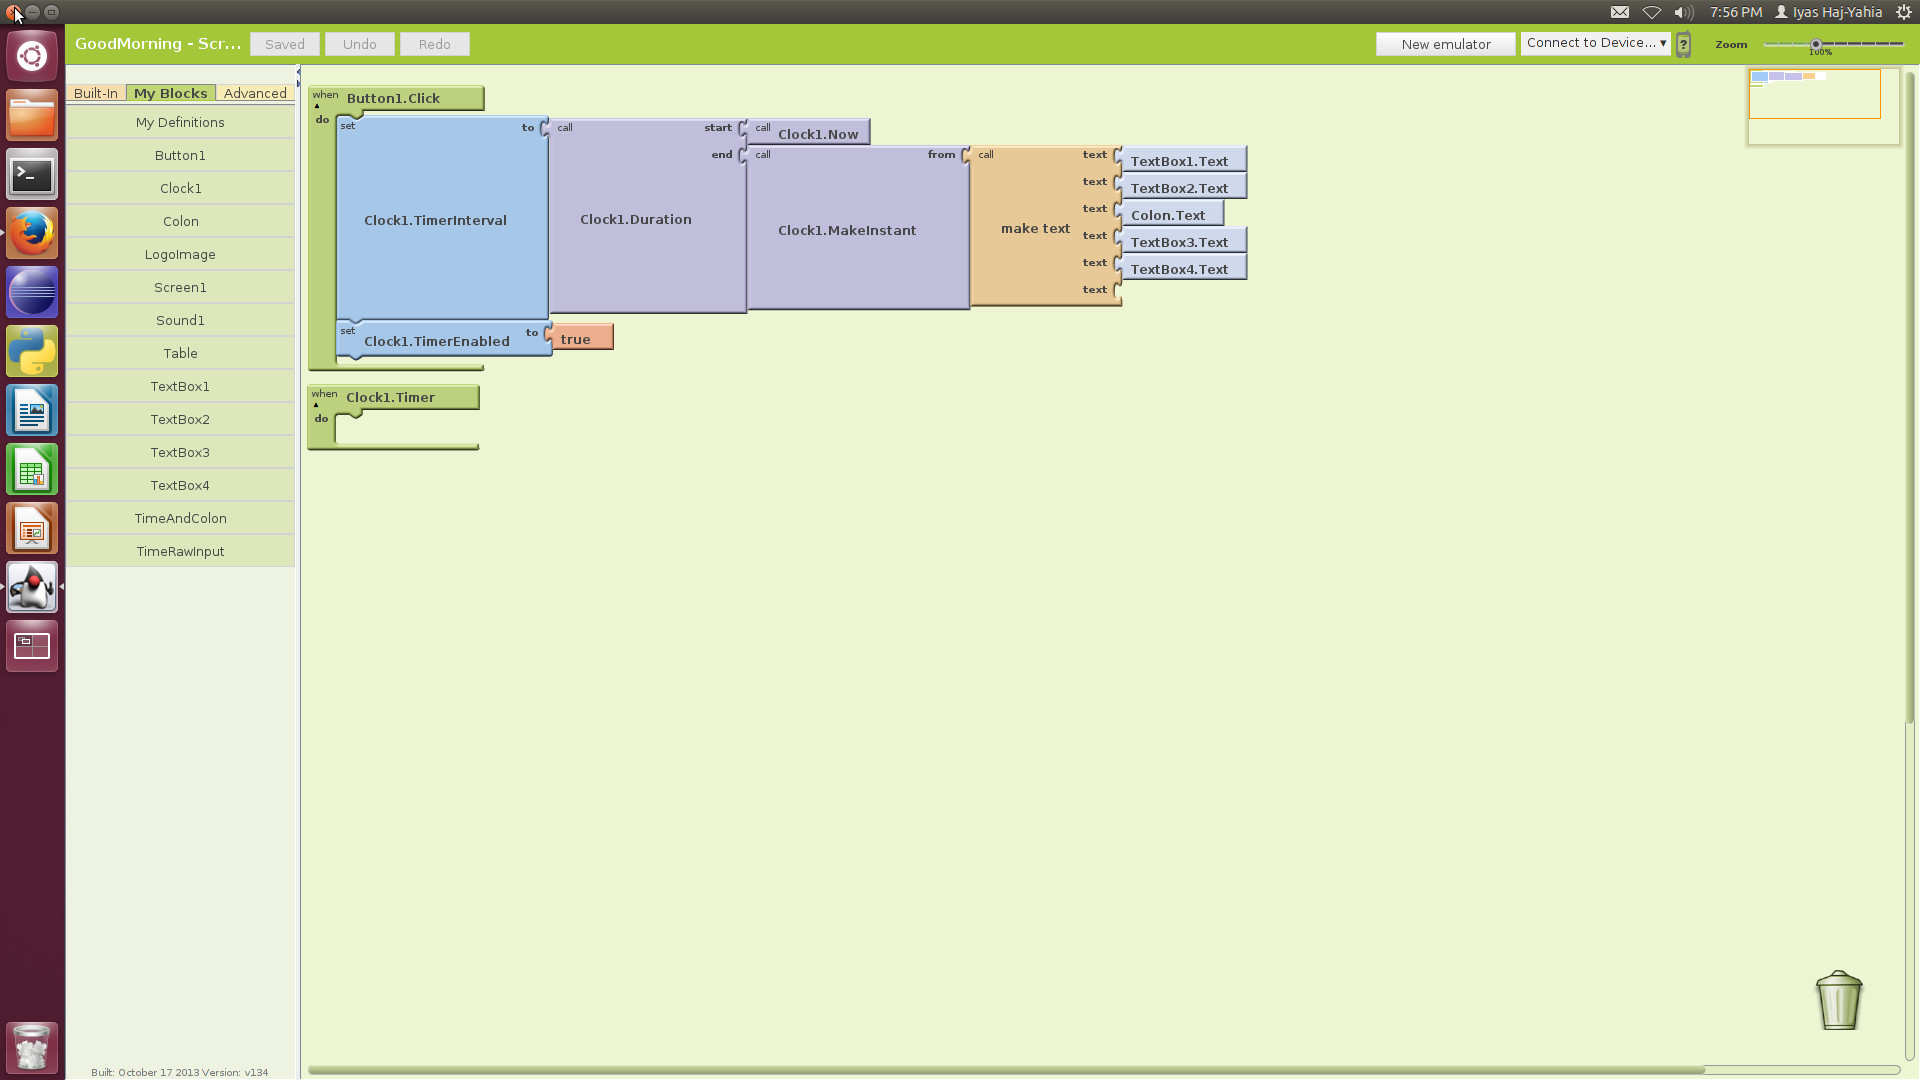 7:56 PM Iyas Haj-Yahia
GoodMorning - Scr... Saved Undo Redo New emulator Connect to Device... Zoom
100%
Built-In My Blocks Advanced
My Definitions
Button1
Clock1
Colon
LogoImage
Screen1
Sound1
Table
TextBox1
TextBox2
TextBox3
TextBox4
TimeAndColon
TimeRawInput
when Button1.Click
do
set Clock1.TimerInterval to
call Clock1.Duration start
end
call Clock1.Now
call Clock1.MakeInstant from
call make text text
text
text
text
text
text
TextBox1.Text
TextBox2.Text
Colon.Text
TextBox3.Text
TextBox4.Text
set Clock1.TimerEnabled to
true
when Clock1.Timer
do
Built: October 17 2013 Version: v134